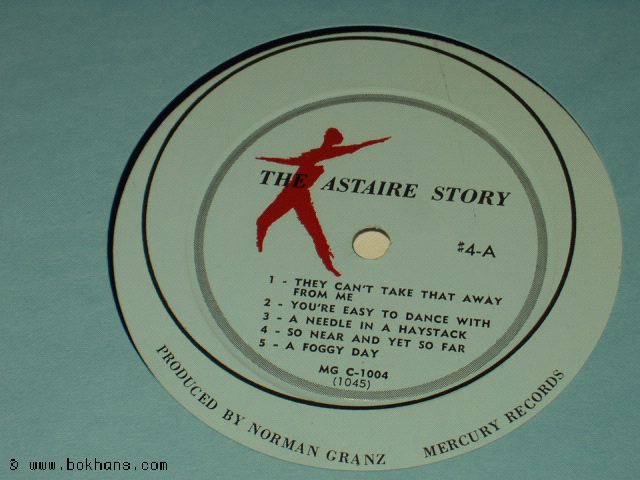 THE ASTAIRE STORY
#4-A
1 - THEY CAN'T TAKE THAT AWAY
FROM ME
2 - YOU'RE EASY TO DANCE WITH
3 - A NEEDLE IN A HAYSTACK
4 - SO NEAR AND YET SO FAR
5 - A FOGGY DAY
MG C-1004
(1045)
PRODUCED BY NORMAN GRANZ MERCURY RECORDS
© www.bokhans.com